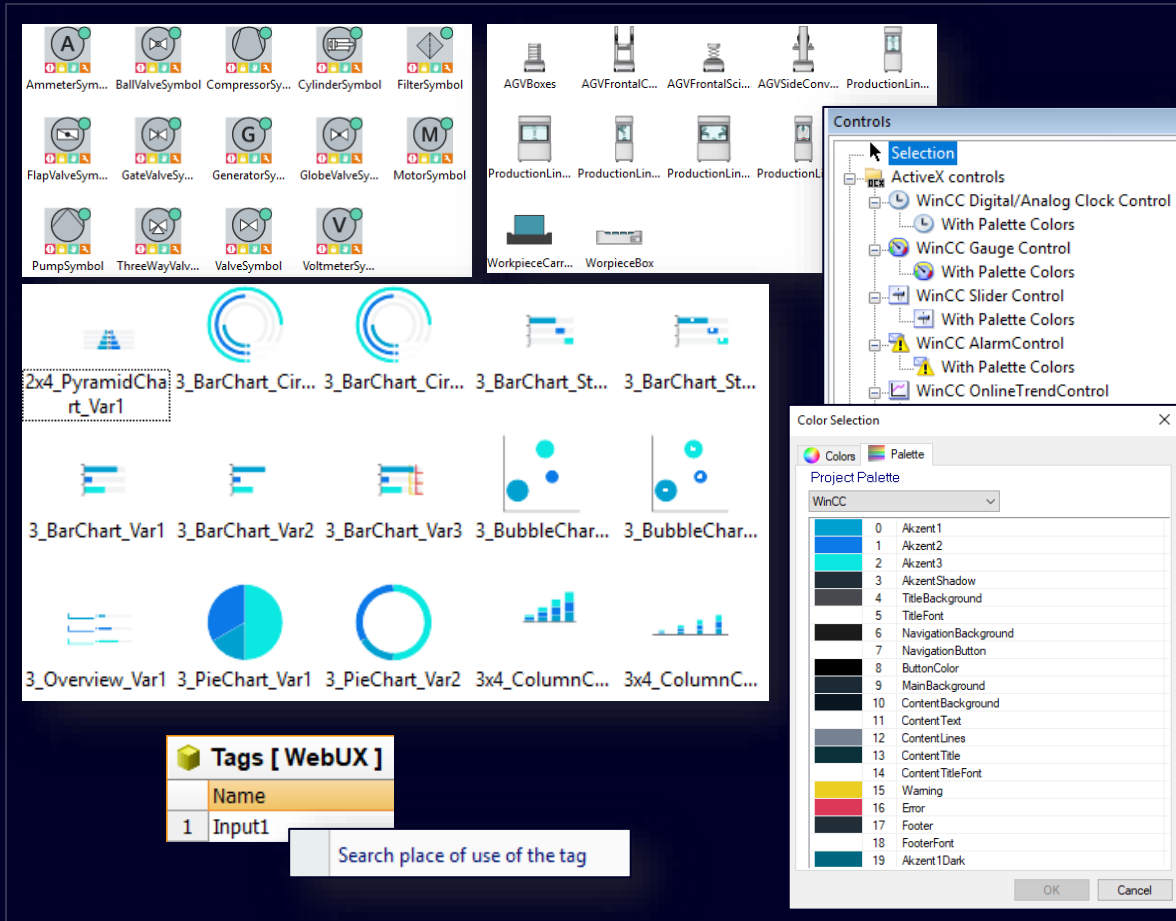 A
AmmeterSym...
BallValveSymbol
CompressorSy...
CylinderSymbol
FilterSymbol
G
M
FlapValveSym...
GateValveSy...
GeneratorSy...
GlobeValveSy...
MotorSymbol
V
PumpSymbol
ThreeWayValv...
ValveSymbol
VoltmeterSy...
AGVBoxes
AGVFrontalC...
AGVFrontalSci...
AGVSideConv...
ProductionLin...
ProductionLin...
ProductionLin...
ProductionLin...
ProductionLi
WorkpieceCarr...
WorpieceBox
Controls
Selection
OCX
ActiveX controls
WinCC Digital/Analog Clock Control
With Palette Colors
WinCC Gauge Control
With Palette Colors
WinCC Slider Control
With Palette Colors
WinCC AlarmControl
With Palette Colors
WinCC OnlineTrendControl
2x4_PyramidCha
rt_Var1
3_BarChart_Cir...
3_BarChart_Cir...
3_BarChart_St...
3_BarChart_St...
3_BarChart_Var1
3_BarChart_Var2
3_BarChart_Var3
3_BubbleChar...
3_BubbleChar...
3_Overview_Var1
3_PieChart_Var1
3_PieChart_Var2
3x4_ColumnC...
3x4_ColumnC...
Color Selection
Colors
Palette
Project Palette
WinCC
0 Akzent1
1 Akzent2
2 Akzent3
3 AkzentShadow
4 TitleBackground
5 TitleFont
6 NavigationBackground
7 NavigationButton
8 ButtonColor
9 MainBackground
10 ContentBackground
11 ContentText
12 ContentLines
13 ContentTitle
14 ContentTitleFont
15 Warning
16 Error
17 Footer
18 FooterFont
19 Akzent1Dark
OK
Cancel
Tags [ WebUX ]
Name
1 Input1
Search place of use of the tag